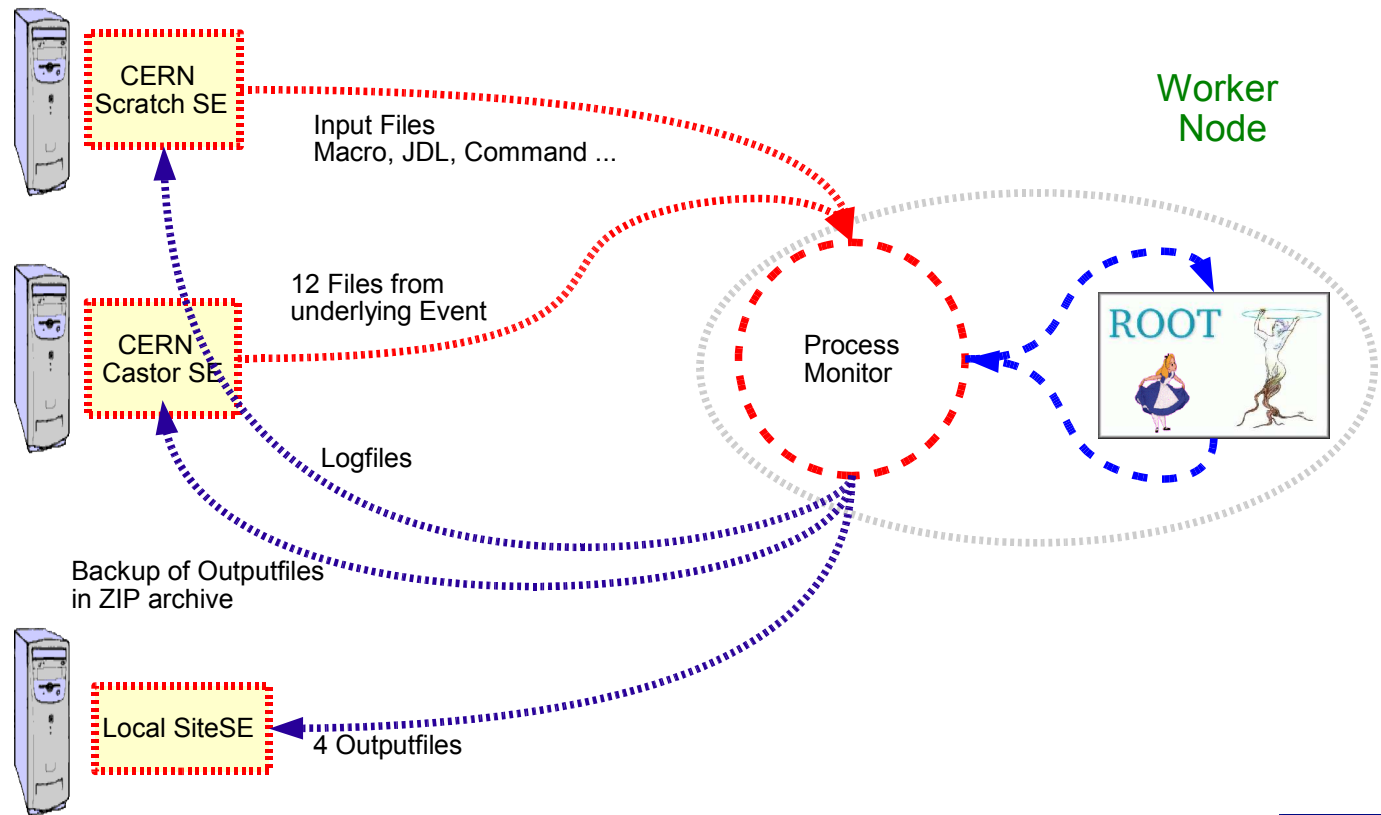 CERN
Scratch SE
Worker
Node
Input Files
Macro, JDL, Command ...
12 Files from
underlying Event
CERN
Castor SE
Process
Monitor
ROOT
Logfiles
Backup of Outputfiles
in ZIP archive
Local SiteSE
4 Outputfiles